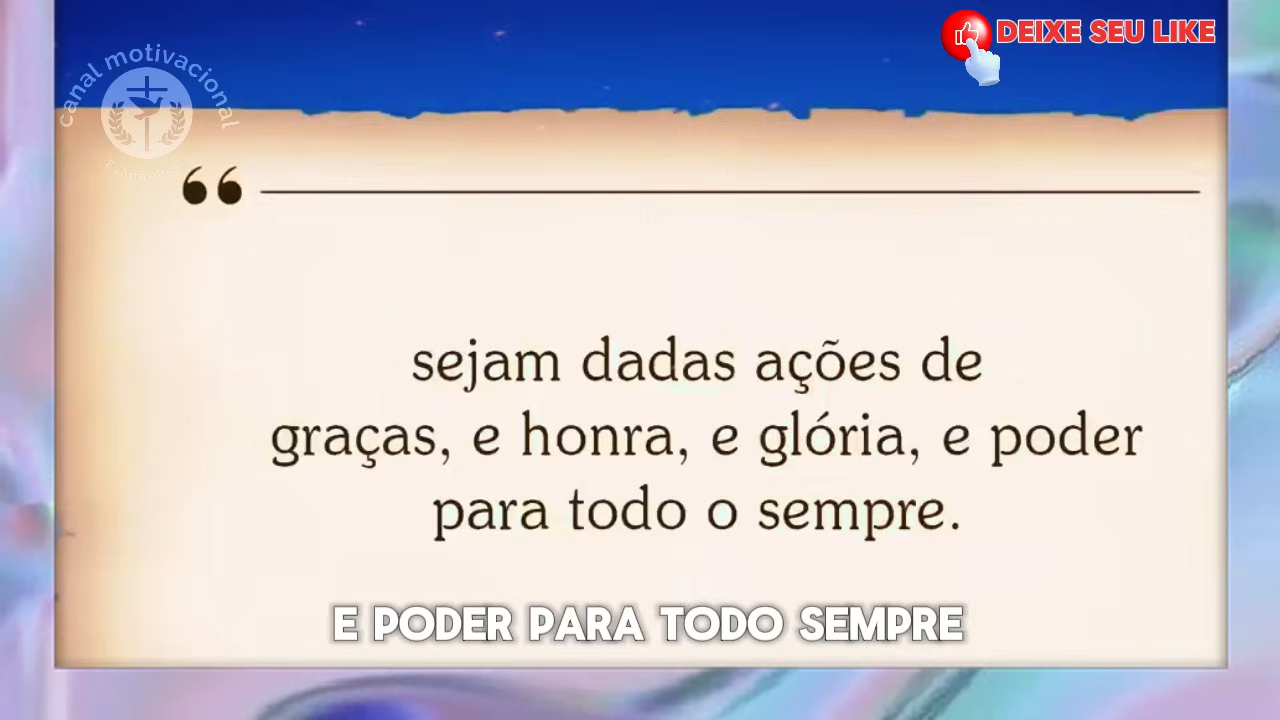 DEIXE SEU LIKE
canal motivacional
“
sejam dadas ações de
graças, e honra, e glória, e poder
para todo o sempre.
E PODER PARA TODO SEMPRE